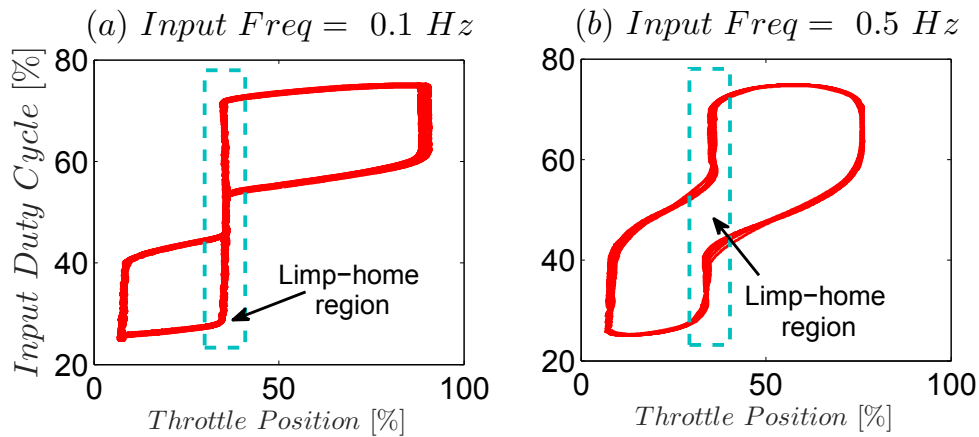 (a) Input Freq = 0.1 Hz
(b) Input Freq = 0.5 Hz
Input Duty Cycle [%]
80
60
40
20
0
50
100
Throttle Position [%]
Limp-home
region
80
60
40
20
0
50
100
Throttle Position [%]
Limp-home
region